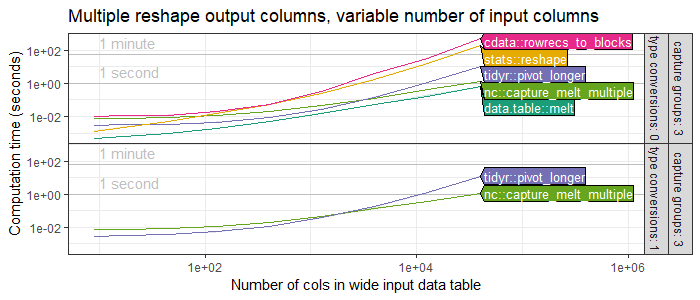 Multiple reshape output columns, variable number of input columns
Computation time (seconds)
1e+02
1e+00
1e-02
1 minute
1 second
cdata::rowrecs_to_blocks
stats::reshape
tidyr::pivot_longer
nc::capture_melt_multiple
data.table::melt
type conversions: 0
capture groups: 3
1e+02
1e+00
1e-02
1 minute
1 second
tidyr::pivot_longer
nc::capture_melt_multiple
type conversions: 1
capture groups: 3
1e+02
1e+04
1e+06
Number of cols in wide input data table